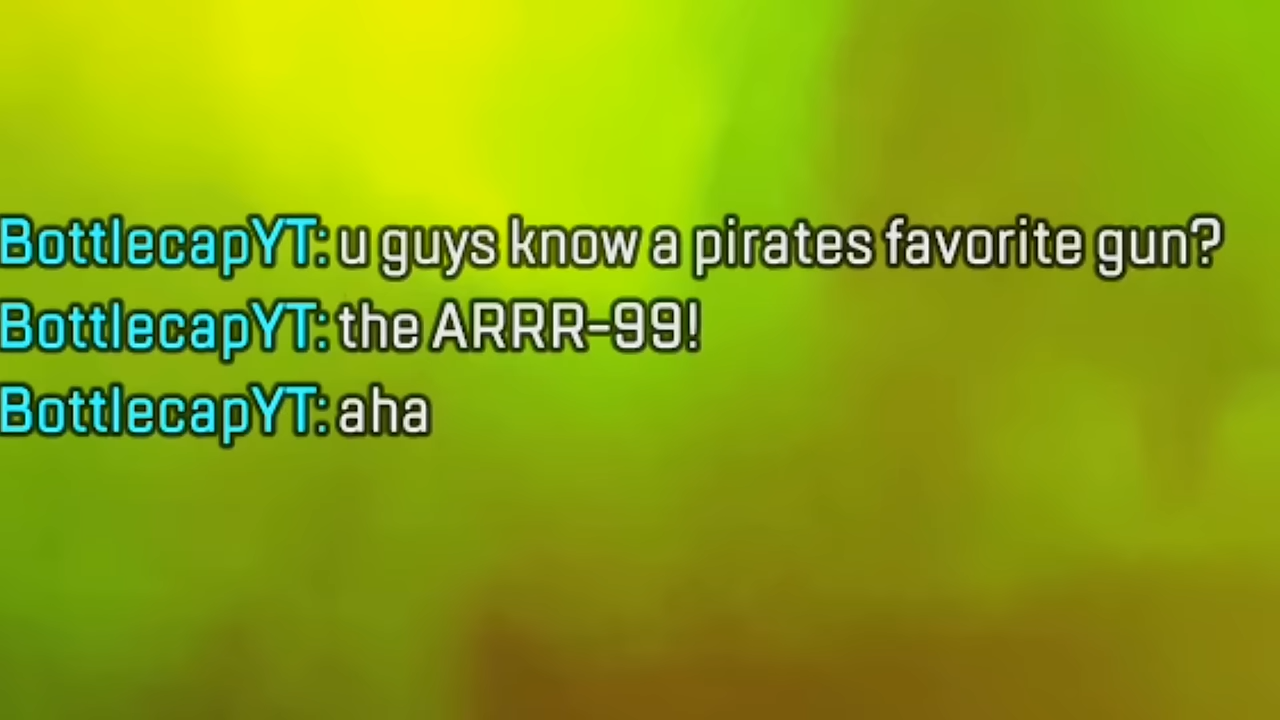 BottlecapYT: u guys know a pirates favorite gun?
BottlecapYT: the ARRR-99!
BottlecapYT: aha